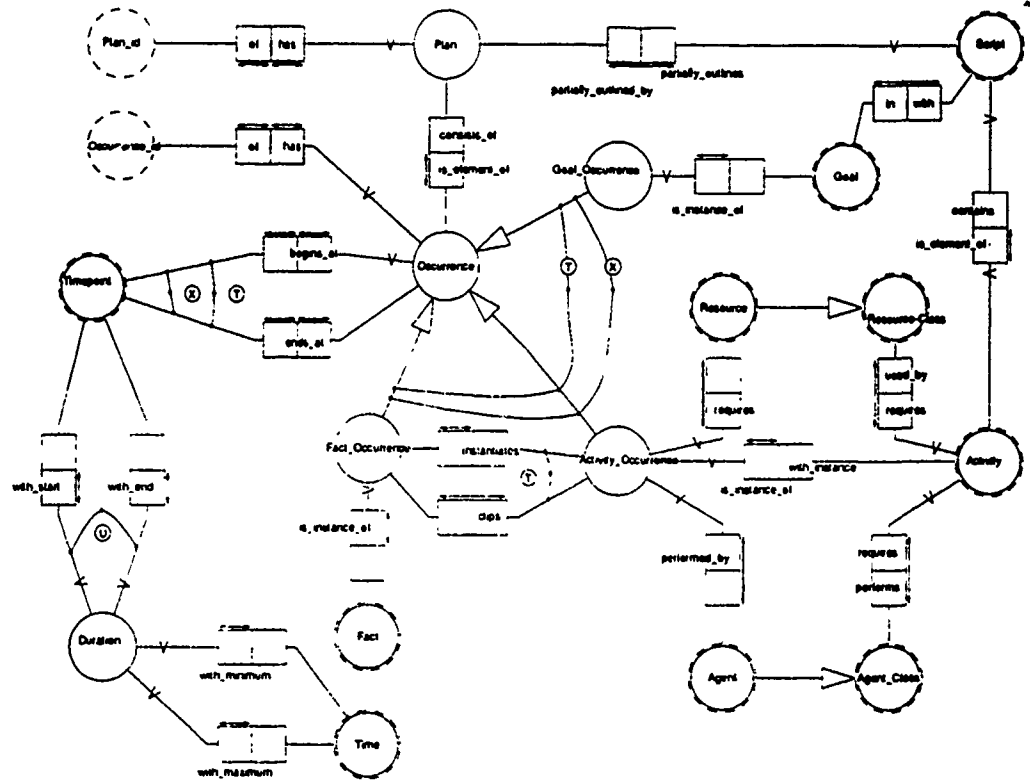 Plan_id
of has
Plan
Script
partially_outlines
partially_outlined_by
in with
consists_of
is_element_of
Occurrence_id
of has
Goal_Occurrence
Goal
is_instance_of
contains
is_element_of
begins_at
Occurrence
Timepoint
X
T
T
X
ends_at
Resource
Resource-Class
used_by
requires
requires
Fact_Occurrence
instantiates
Activity_Occurrence
with_instance
is_instance_of
Activity
T
clips
with_start
with_end
is_instance_of
U
performed_by
requires
performs
Duration
Fact
with_minimum
Agent
Agent_Class
Time
with_maximum